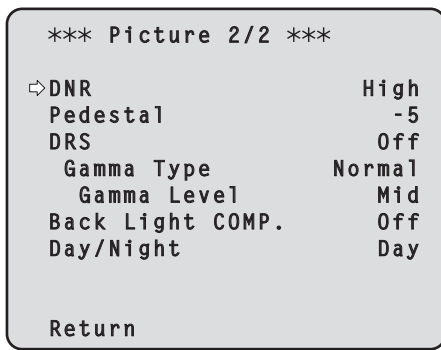 *** Picture 2/2 ***
⇨DNR High
Pedestal -5
DRS Off
Gamma Type Normal
Gamma Level Mid
Back Light COMP. Off
Day/Night Day
Return